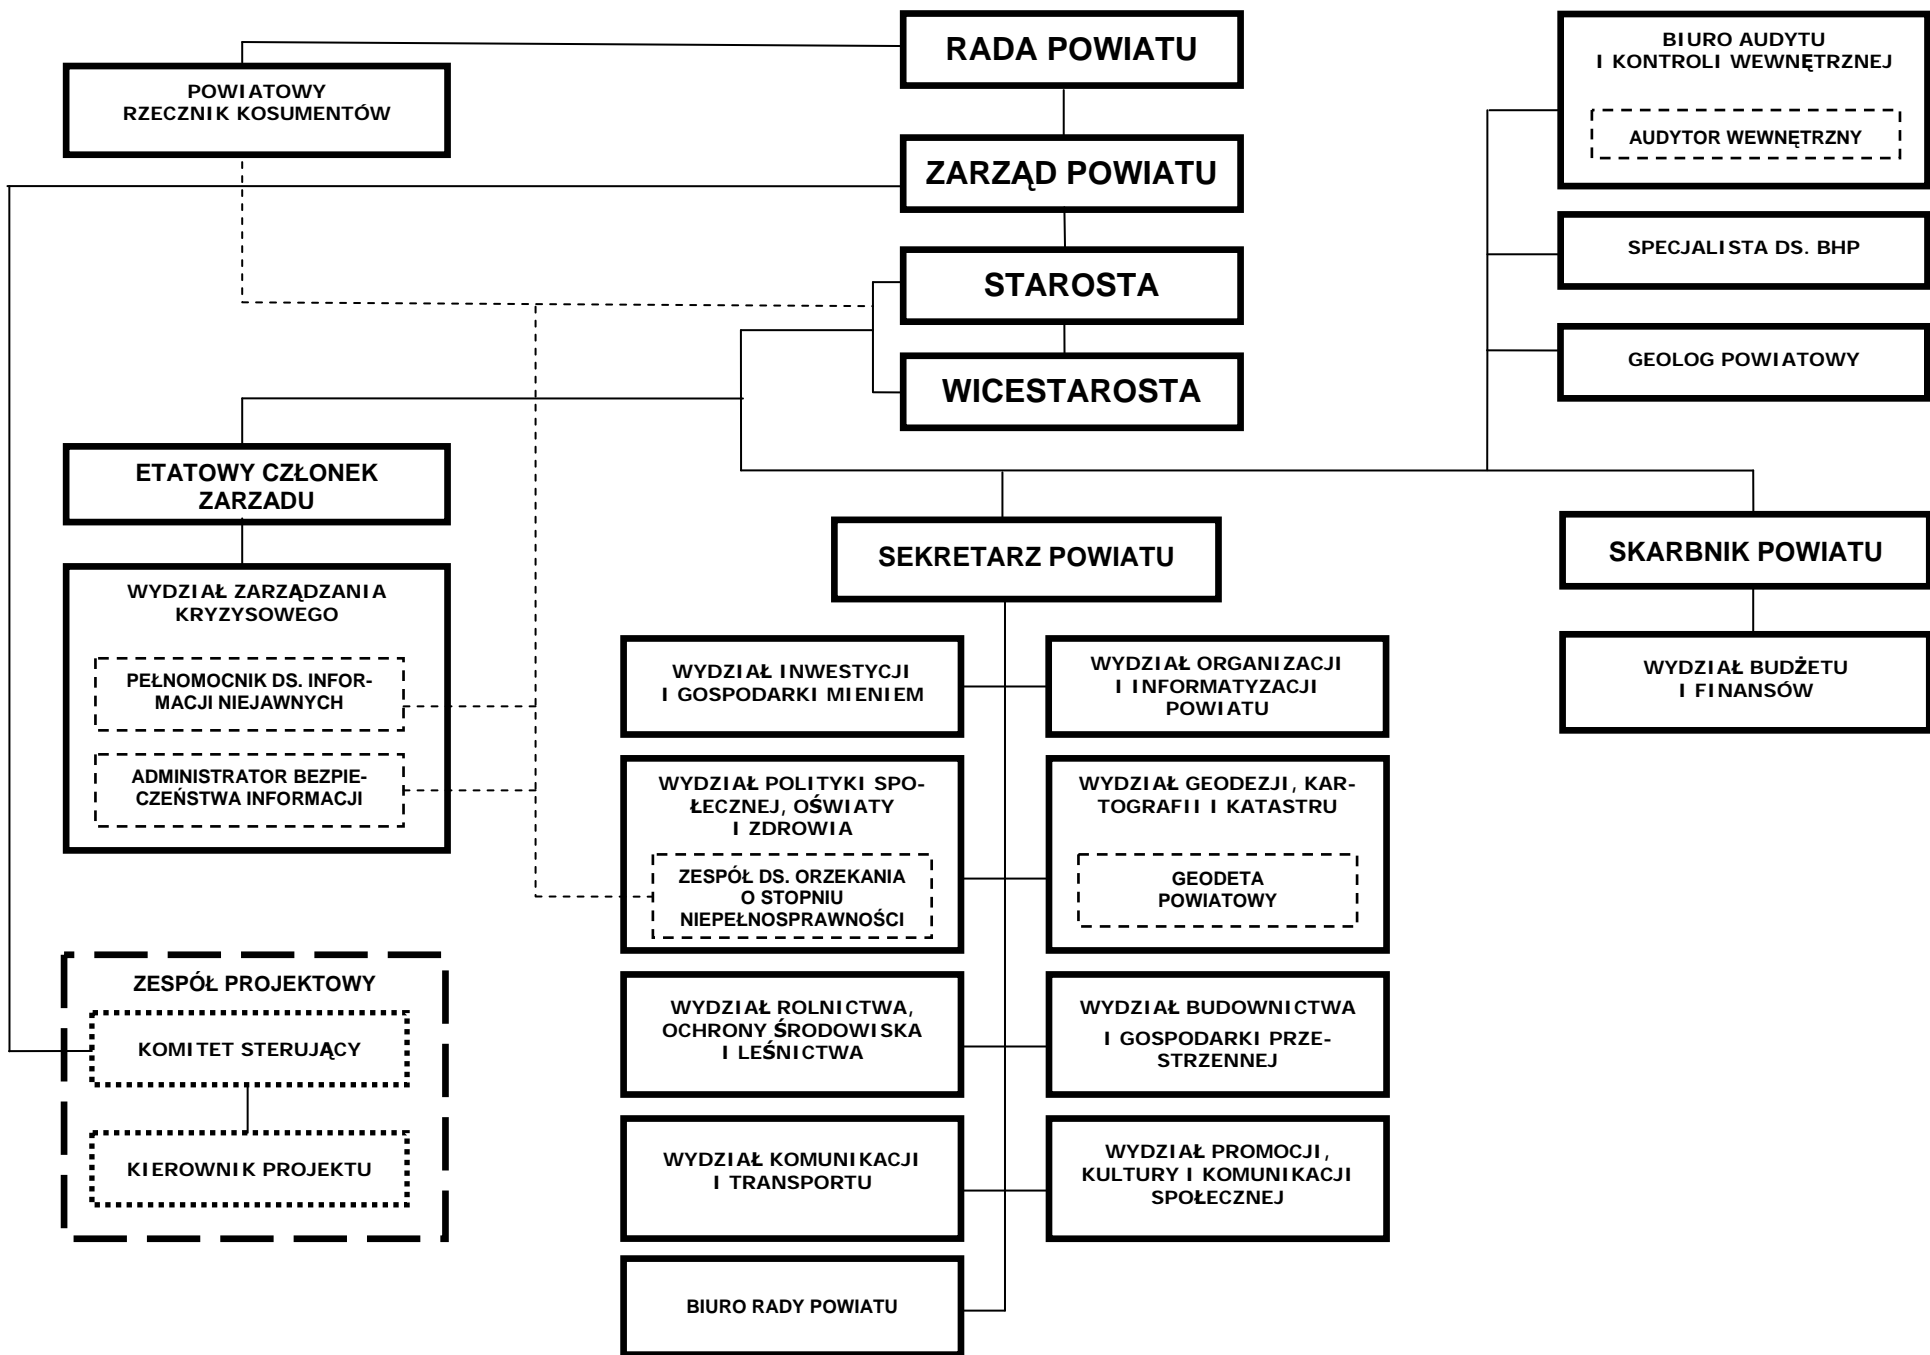 RADA POWIATU
POWIATOWY
RZECZNIK KOSUMENTÓW
BIURO AUDYTU
I KONTROLI WEWNĘTRZNEJ
AUDYTOR WEWNĘTRZNY
ZARZĄD POWIATU
STAROSTA
SPECJALISTA DS. BHP
WICESTAROSTA
GEOLOG POWIATOWY
ETATOWY CZŁONEK
ZARZADU
SEKRETARZ POWIATU
SKARBNIK POWIATU
WYDZIAŁ ZARZĄDZANIA
KRYZYSOWEGO
PEŁNOMOCNIK DS. INFOR-
MACJI NIEJAWNYCH
ADMINISTRATOR BEZPIE-
CZEŃSTWA INFORMACJI
WYDZIAŁ INWESTYCJI
I GOSPODARKI MIENIEM
WYDZIAŁ ORGANIZACJI
I INFORMATYZACJI
POWIATU
WYDZIAŁ BUDŻETU
I FINANSÓW
WYDZIAŁ POLITYKI SPO-
ŁECZNEJ, OŚWIATY
I ZDROWIA
ZESPÓŁ DS. ORZEKANIA
O STOPNIU
NIEPEŁNOSPRAWNOŚCI
WYDZIAŁ GEODEZJI, KAR-
TOGRAFII I KATASTRU
GEODETA
POWIATOWY
ZESPÓŁ PROJEKTOWY
KOMITET STERUJĄCY
KIEROWNIK PROJEKTU
WYDZIAŁ ROLNICTWA,
OCHRONY ŚRODOWISKA
I LEŚNICTWA
WYDZIAŁ BUDOWNICTWA
I GOSPODARKI PRZE-
STRZENNEJ
WYDZIAŁ KOMUNIKACJI
I TRANSPORTU
WYDZIAŁ PROMOCJI,
KULTURY I KOMUNIKACJI
SPOŁECZNEJ
BIURO RADY POWIATU